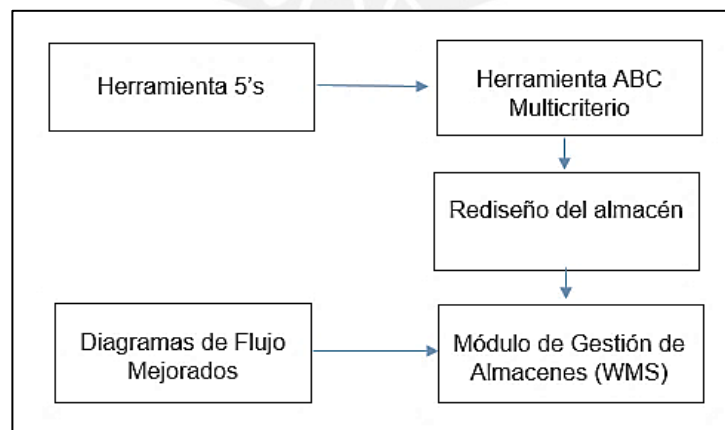 Herramienta 5's
Herramienta ABC
Multicriterio
Rediseño del almacén
Diagramas de Flujo
Mejorados
Módulo de Gestión de
Almacenes (WMS)